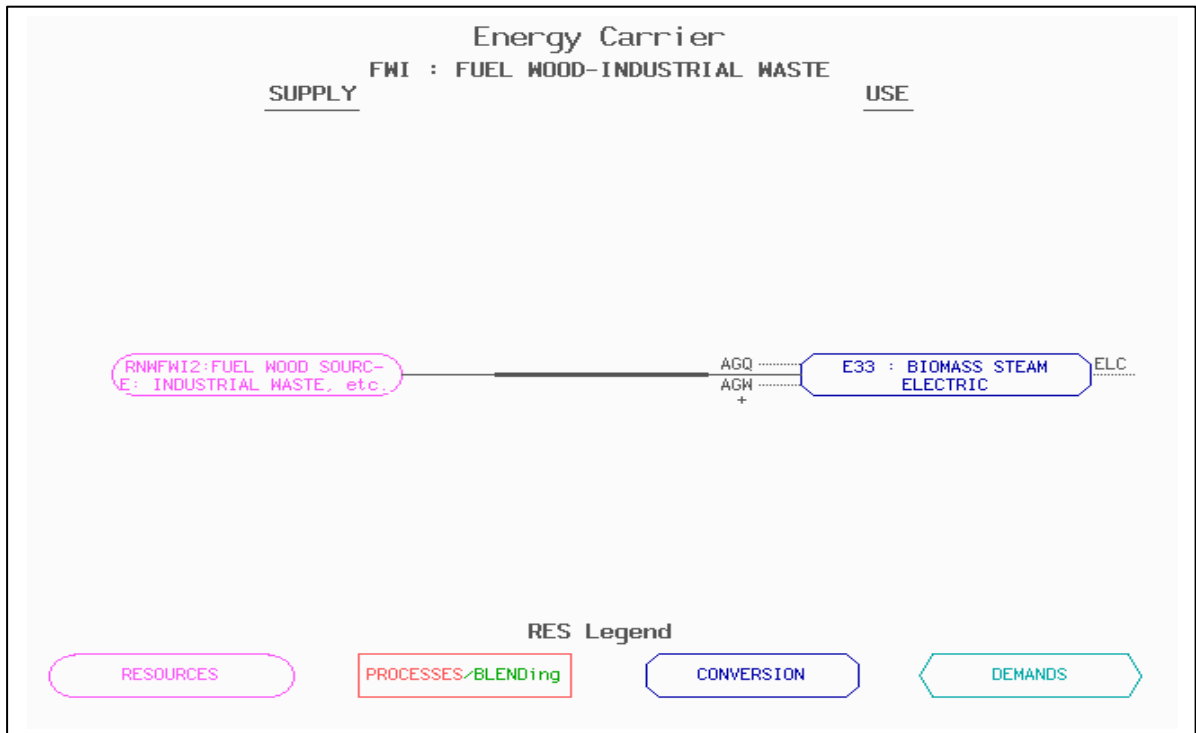 Energy Carrier
FWI : FUEL WOOD-INDUSTRIAL WASTE
SUPPLY
USE
RNWFWI2:FUEL WOOD SOURC-
E: INDUSTRIAL WASTE, etc.
AGQ
AGW
+
E33 : BIOMASS STEAM
ELECTRIC
ELC
RES Legend
RESOURCES
PROCESSES/BLENDing
CONVERSION
DEMANDS